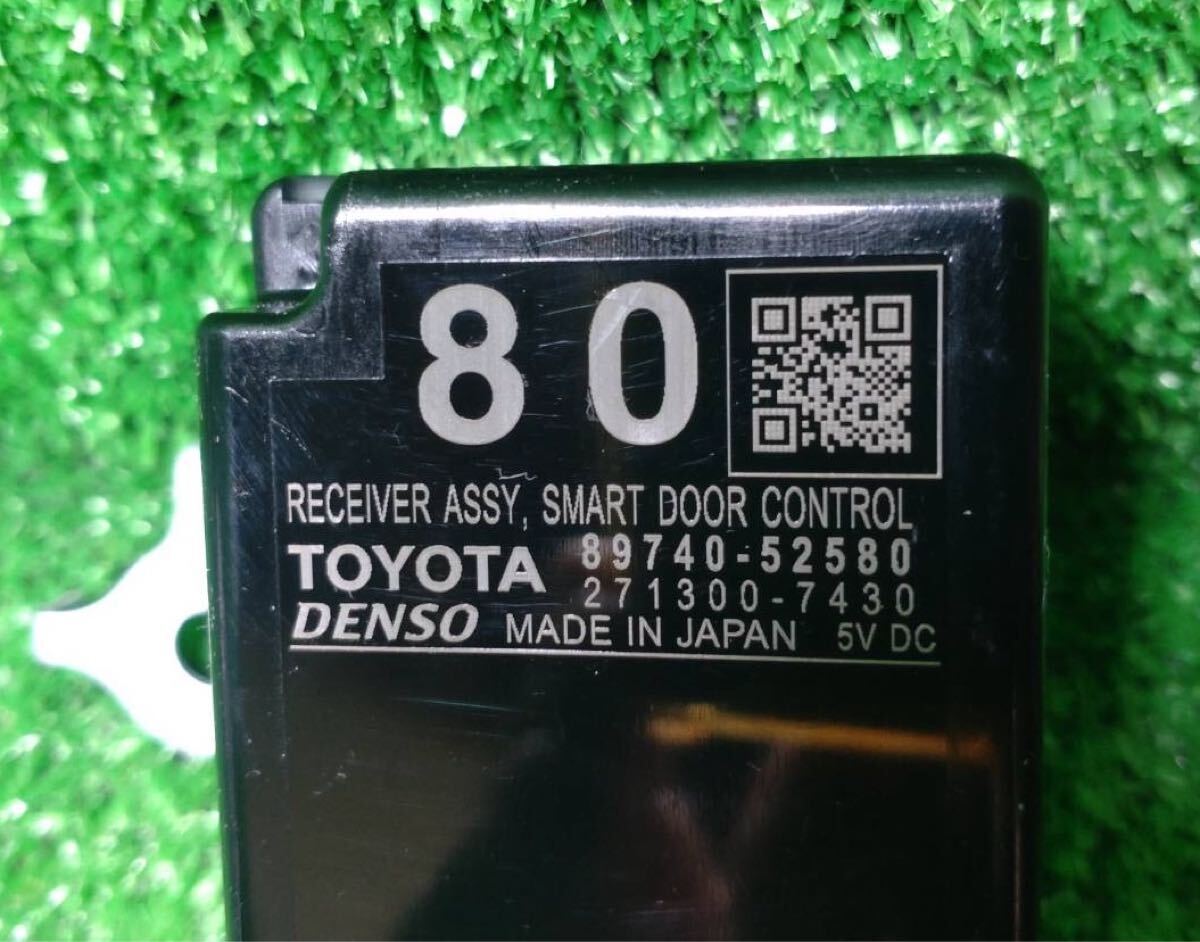 80
RECEIVER ASSY, SMART DOOR CONTROL
TOYOTA 89740-52580
271300-7430
DENSO MADE IN JAPAN 5V DC